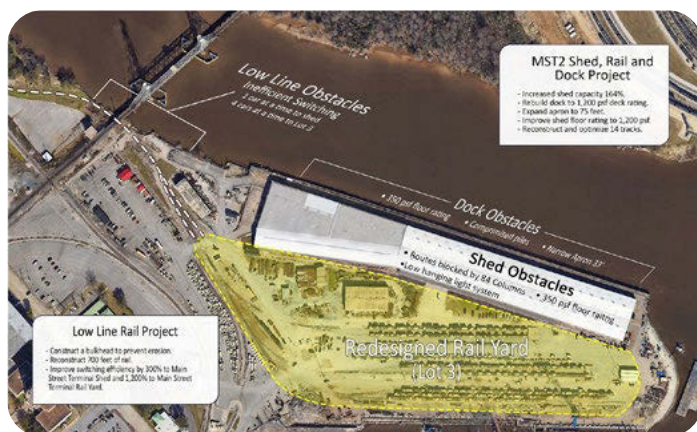 MST2 Shed, Rail and
Dock Project
- Increased shed capacity 164%.
- Rebuild dock to 1,200 psf deck rating.
- Expand apron to 75 feet.
- Improve shed floor rating to 1,200 psf.
- Reconstruct and optimize 14 tracks.
Low Line Obstacles
Inefficient Switching
1 car at a time to shed
4 cars at a time to Lot 3
Dock Obstacles
• 350 psf floor rating • Compromised piles • Narrow Apron 33'
Shed Obstacles
• Routes blocked by 84 Columns • 350 psf floor raitng
• Low hanging light system
Redesigned Rail Yard
(Lot 3)
Low Line Rail Project
- Construct a bulkhead to prevent erosion.
- Reconstruct 700 feet of rail.
- Improve switching efficiency by 300% to Main
Street Terminal Shed and 1,200% to Main Street
Terminal Rail Yard.